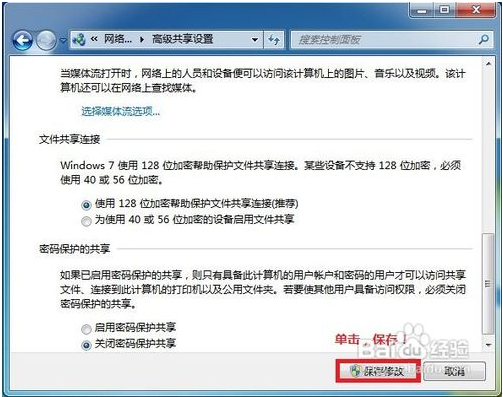 « 网络... ▸ 高级共享设置
搜索控制面板
当媒体流打开时，网络上的人员和设备便可以访问该计算机上的图片、音乐以及视频。该计
算机还可以在网络上查找媒体。
选择媒体流选项...
文件共享连接
Windows 7 使用 128 位加密帮助保护文件共享连接。某些设备不支持 128 位加密，必须
使用 40 或 56 位加密。
使用 128 位加密帮助保护文件共享连接(推荐)
为使用 40 或 56 位加密的设备启用文件共享
密码保护的共享
如果已启用密码保护的共享，则只有具备此计算机的用户帐户和密码的用户才可以访问共享
文件、连接到此计算机的打印机以及公用文件夹。若要使其他用户具备访问权限，必须关闭
密码保护的共享。
启用密码保护共享
关闭密码保护共享
单击，保存！
Baidu经验
保存修改
取消